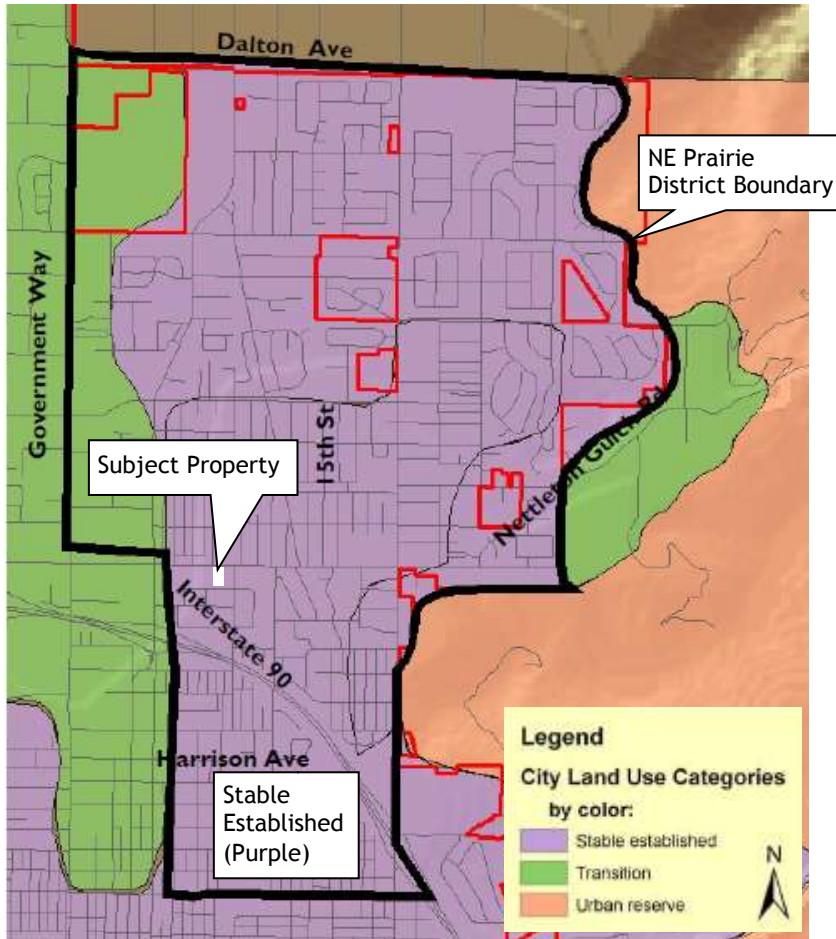 Dalton Ave
NE Prairie
District Boundary
Government Way
15th St
Nettleton Gulch Rd
Subject Property
Interstate 90
Harrison Ave
Stable
Established
(Purple)
Legend
City Land Use Categories
by color:
Stable established
Transition
Urban reserve
N